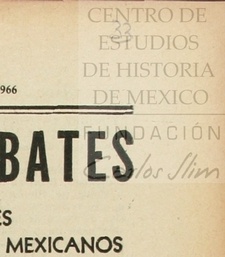 CENTRO DE
33
ESTUDIOS
DE HISTORIA
DE MEXICO
966
FUNDACIÓN
BATES
Carlos Slim
ES
MEXICANOS